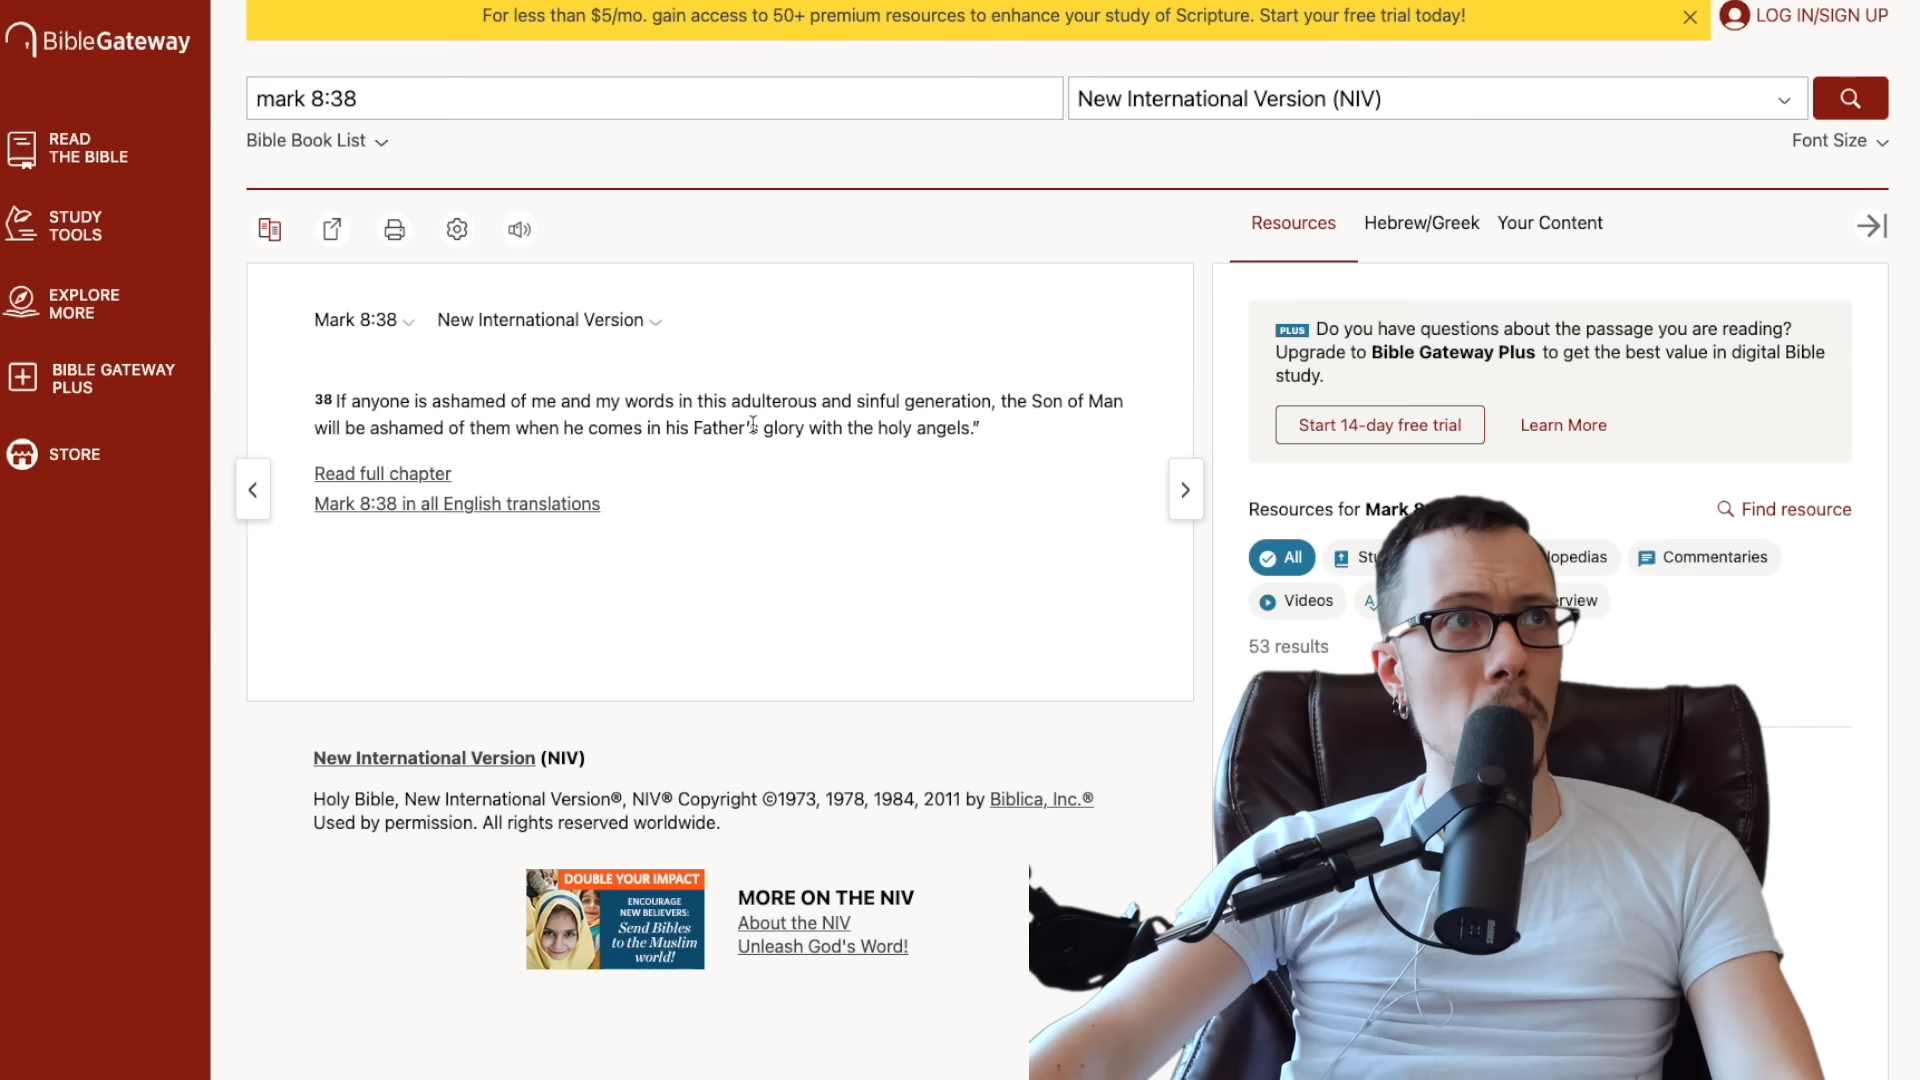 For less than $5/mo. gain access to 50+ premium resources to enhance your study of Scripture. Start your free trial today!
LOG IN/SIGN UP
BibleGateway
mark 8:38
New International Version (NIV)
Bible Book List
Font Size
READ
THE BIBLE
STUDY
TOOLS
EXPLORE
MORE
BIBLE GATEWAY
PLUS
STORE
Resources
Hebrew/Greek
Your Content
Mark 8:38
New International Version
38 If anyone is ashamed of me and my words in this adulterous and sinful generation, the Son of Man
will be ashamed of them when he comes in his Father's glory with the holy angels.”
Read full chapter
Mark 8:38 in all English translations
PLUS Do you have questions about the passage you are reading?
Upgrade to Bible Gateway Plus to get the best value in digital Bible
study.
Start 14-day free trial
Learn More
Resources for Mark
Find resource
All
Commentaries
Videos
53 results
New International Version (NIV)
Holy Bible, New International Version®, NIV® Copyright ©1973, 1978, 1984, 2011 by Biblica, Inc.®
Used by permission. All rights reserved worldwide.
DOUBLE YOUR IMPACT
ENCOURAGE
NEW BELIEVERS:
Send Bibles
to the Muslim
world!
MORE ON THE NIV
About the NIV
Unleash God's Word!